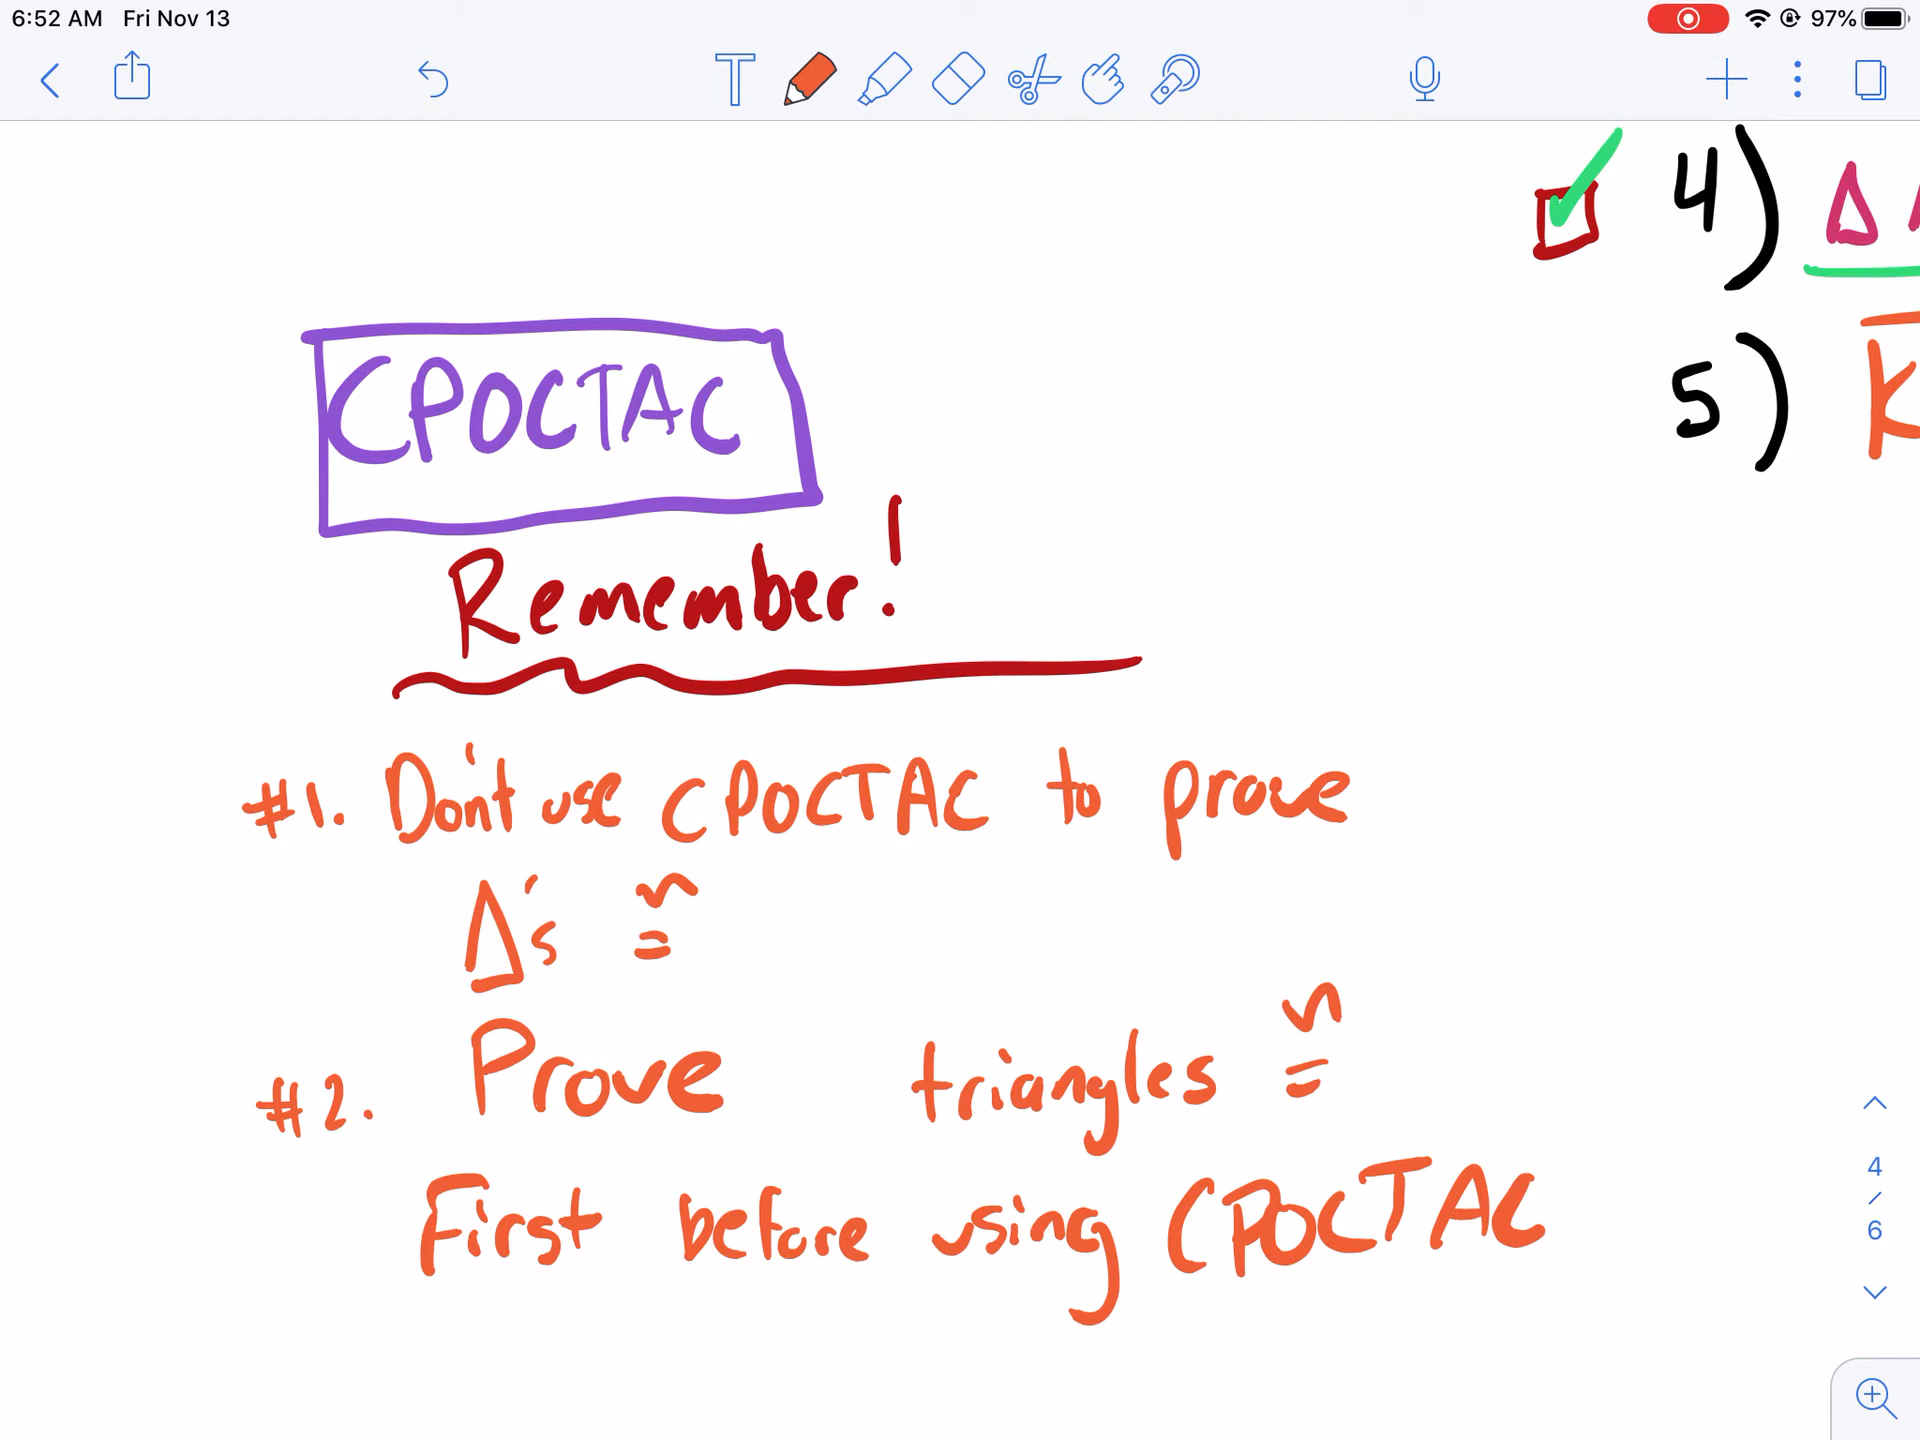 6:52 AM Fri Nov 13
97%
4) Δ
5) K
CPOCTAC
Remember!
#1. Don't use CPOCTAC to prove
Δ's ≅
#2. Prove triangles ≅
First before using CPOCTAC
4
/
6